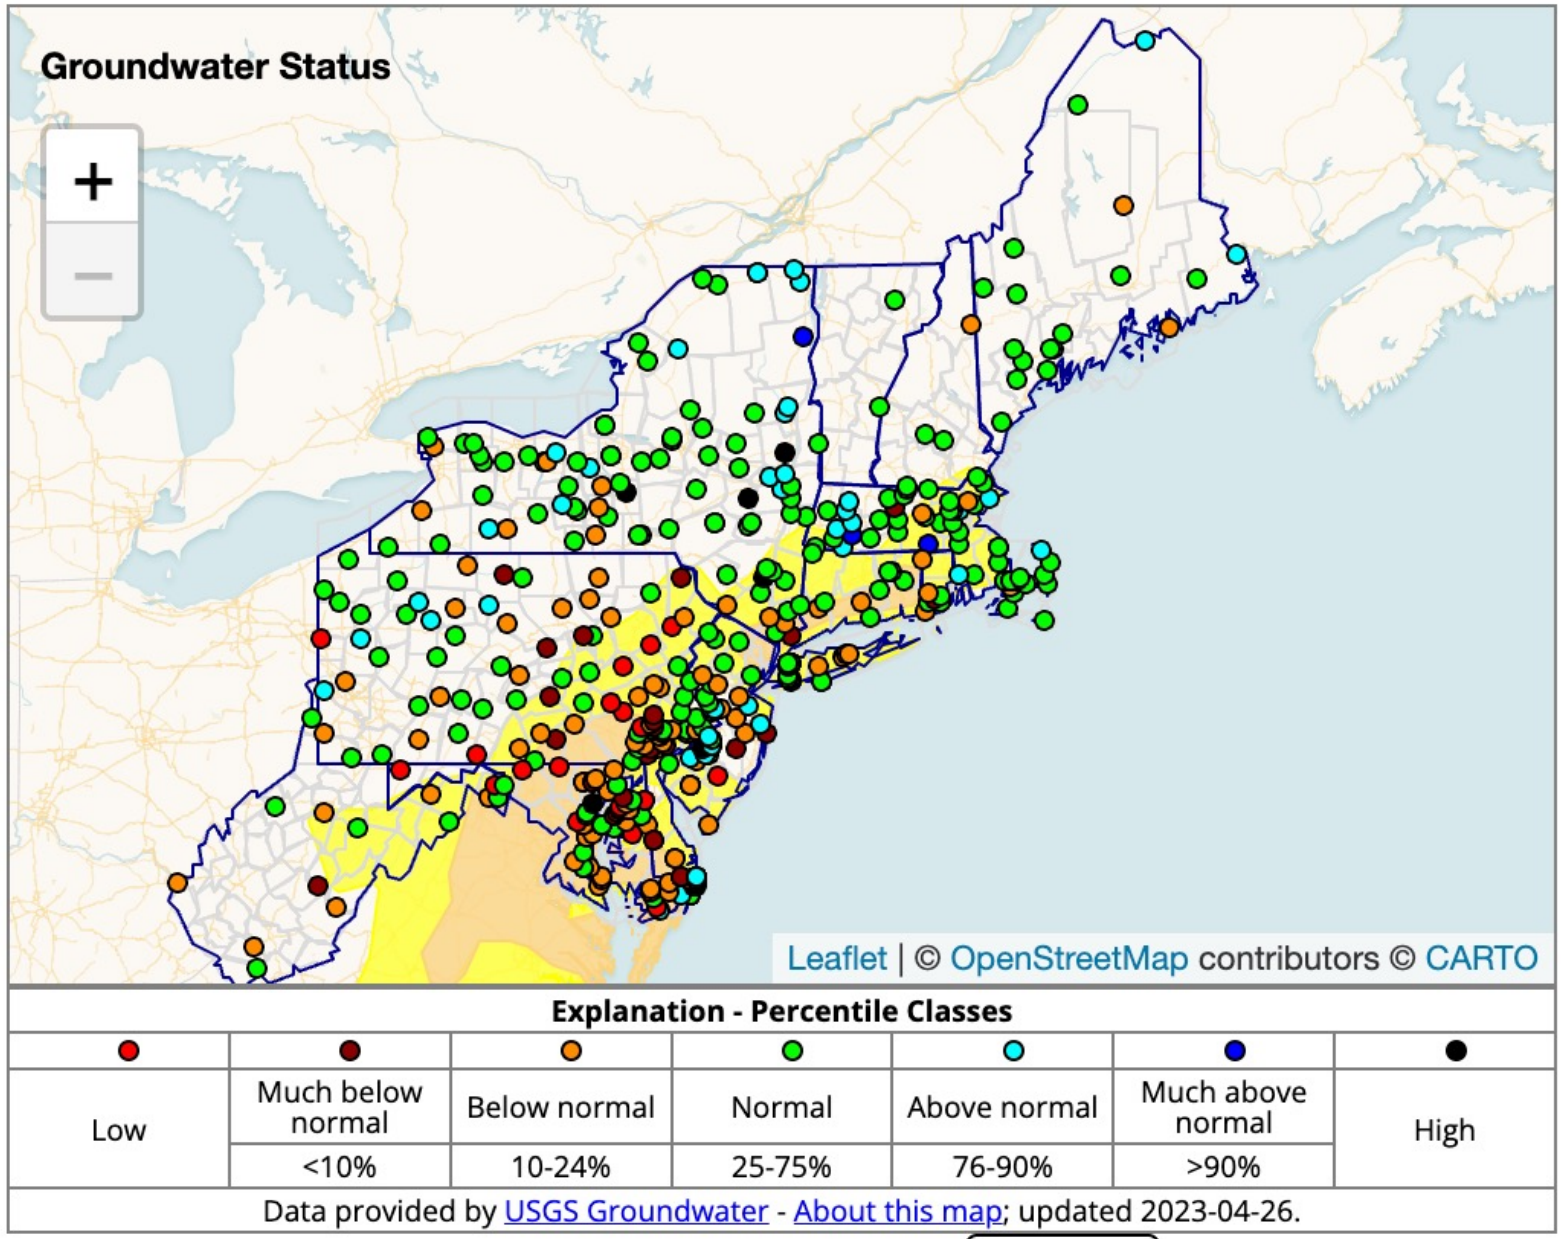 Groundwater Status
+
−
Leaflet | © OpenStreetMap contributors © CARTO
Explanation - Percentile Classes
Low
Much below
normal
Below normal
Normal
Above normal
Much above
normal
High
<10%
10-24%
25-75%
76-90%
>90%
Data provided by USGS Groundwater - About this map; updated 2023-04-26.